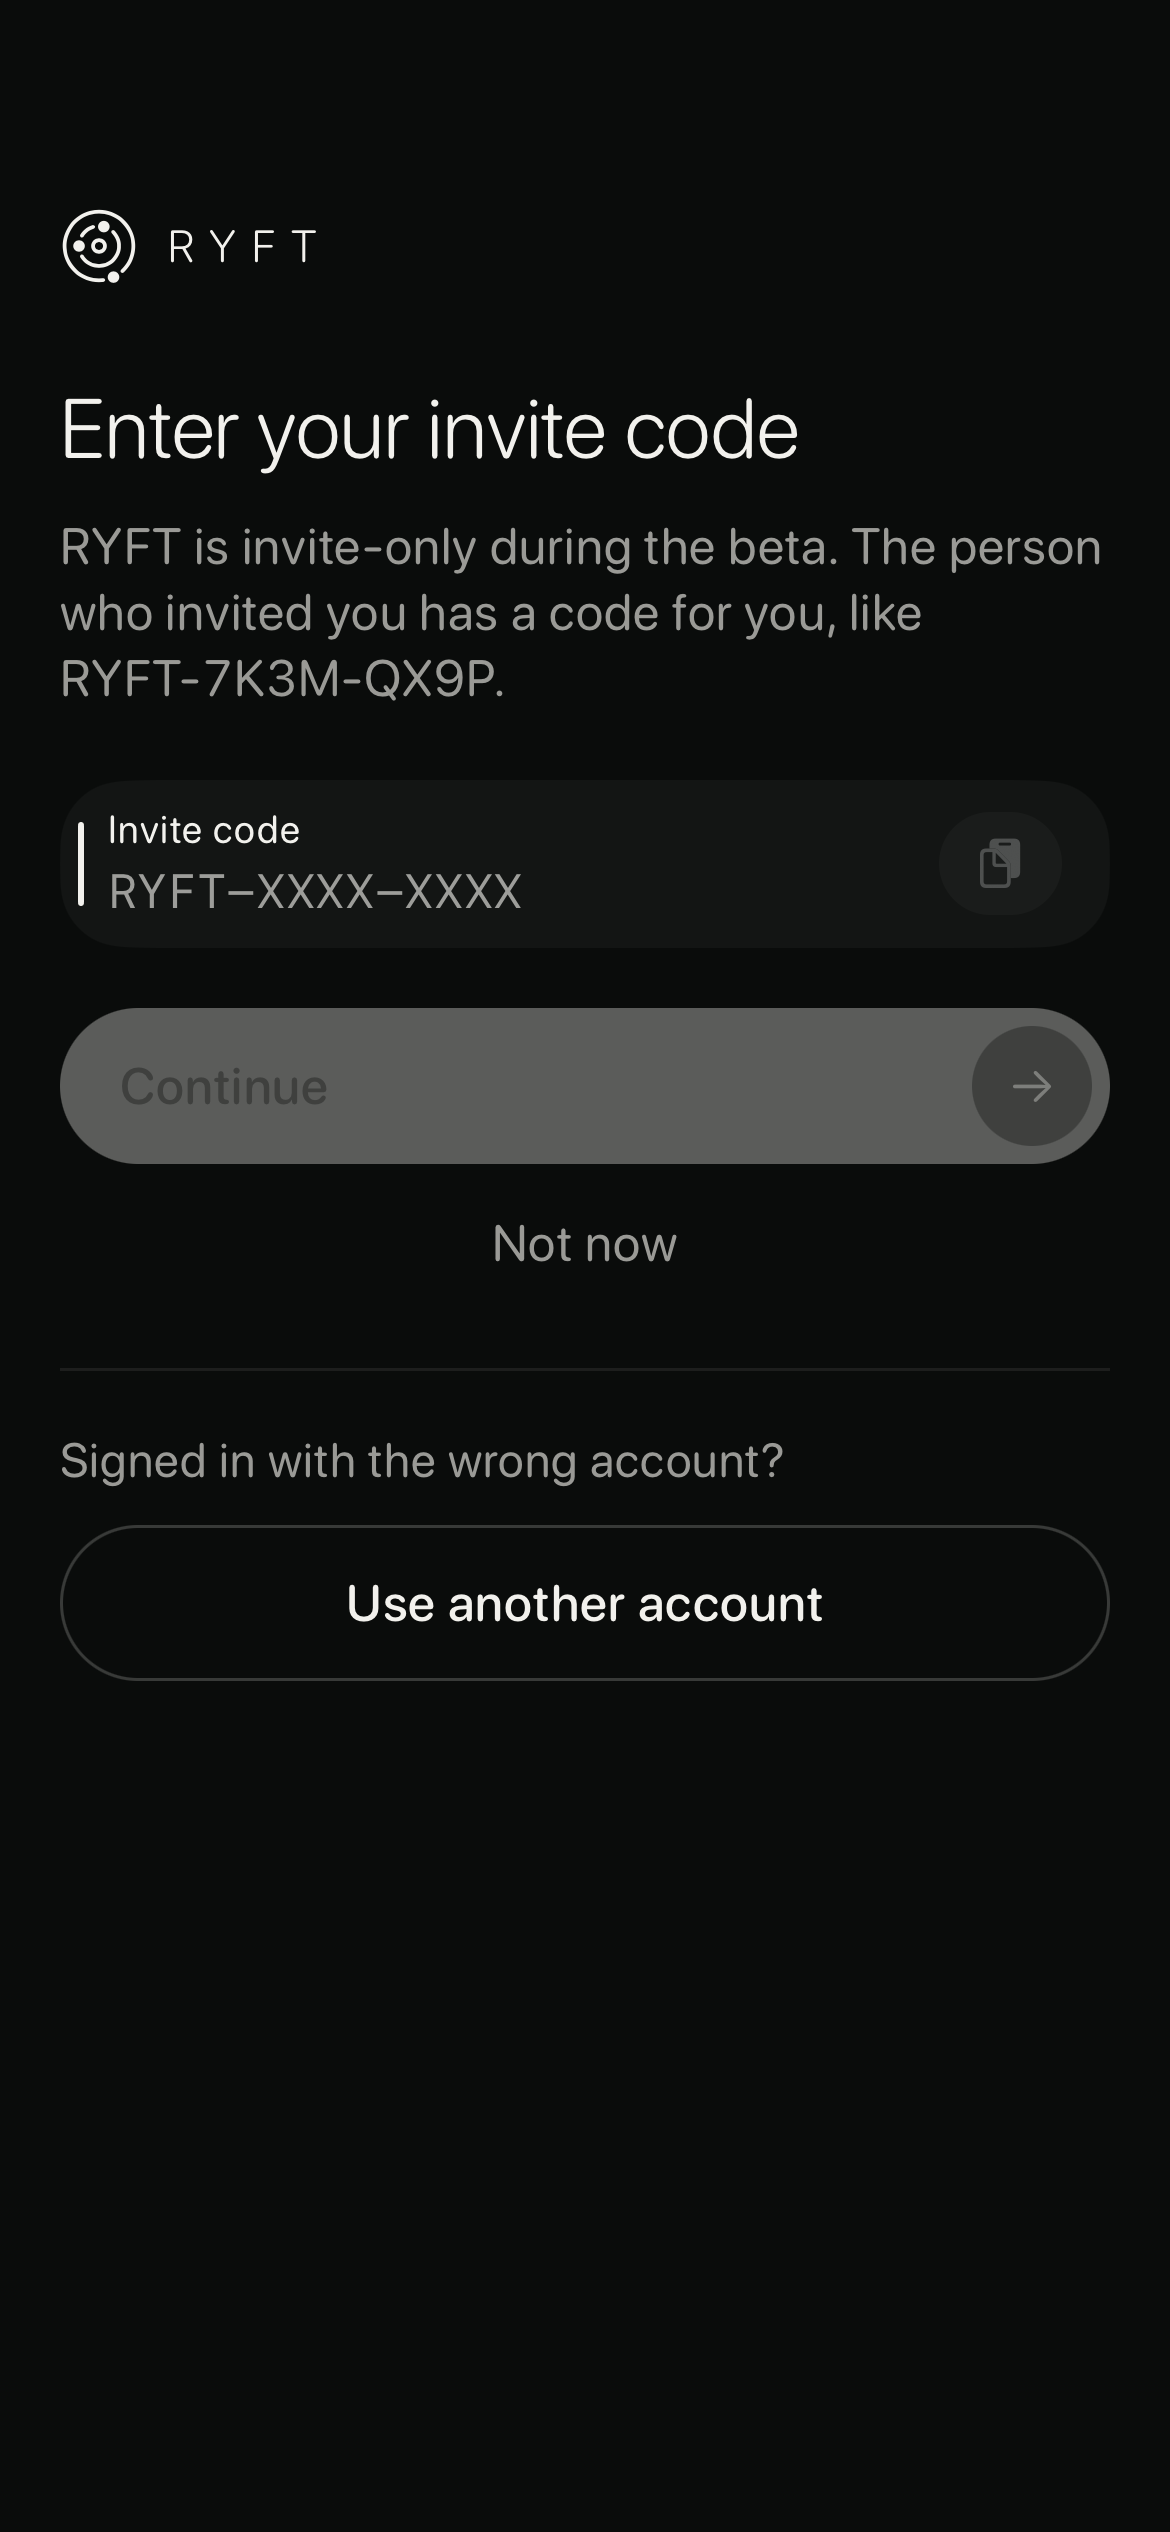 RYFT
Enter your invite code
RYFT is invite-only during the beta. The person
who invited you has a code for you, like
RYFT-7K3M-QX9P.
Invite code
RYFT–XXXX–XXXX
Continue
Not now
Signed in with the wrong account?
Use another account